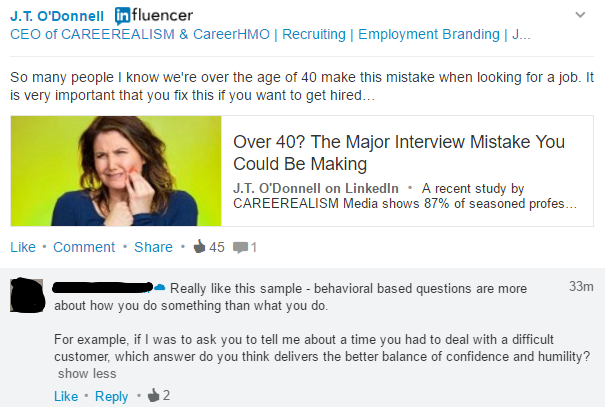 J.T. O'Donnell influencer
CEO of CAREEREALISM & CareerHMO | Recruiting | Employment Branding | J...
So many people I know we're over the age of 40 make this mistake when looking for a job. It
is very important that you fix this if you want to get hired...
Over 40? The Major Interview Mistake You
Could Be Making
J.T. O'Donnell on LinkedIn • A recent study by
CAREEREALISM Media shows 87% of seasoned profes...
Like • Comment • Share • 45 1
Really like this sample - behavioral based questions are more 33m
about how you do something than what you do.
For example, if I was to ask you to tell me about a time you had to deal with a difficult
customer, which answer do you think delivers the better balance of confidence and humility?
show less
Like • Reply • 2